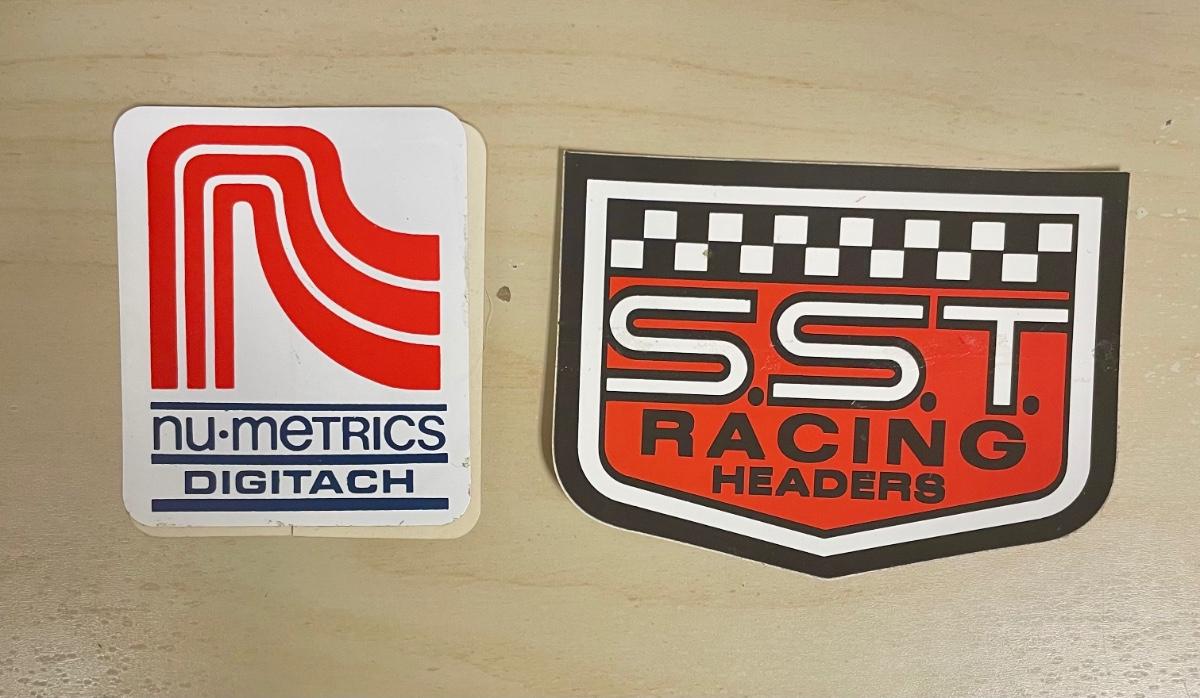 nu·metrics
DIGITACH
S.S.T.
RACING
HEADERS